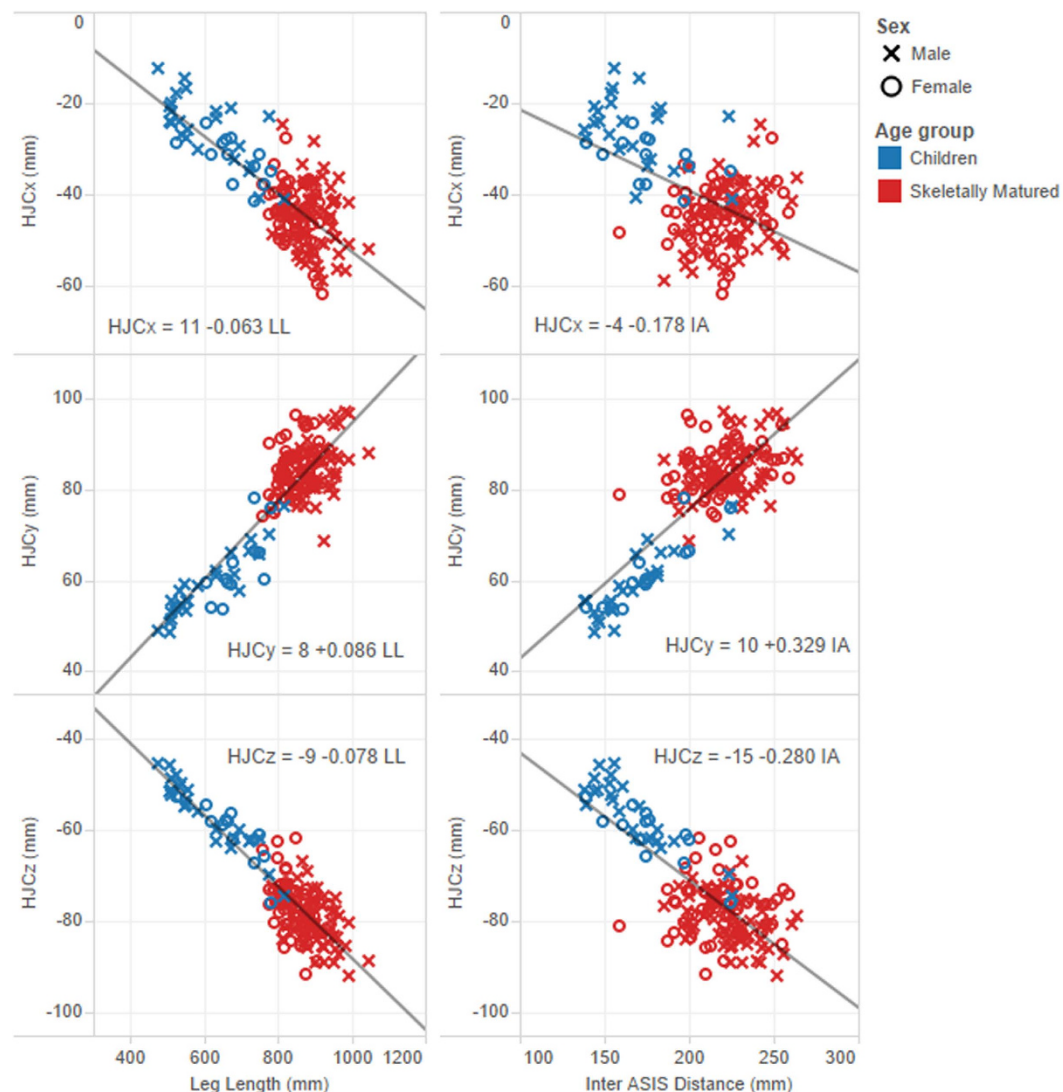 0
-20
-40
-60
HJCx (mm)
HJCx = 11 -0.063 LL
0
-20
-40
-60
HJCx (mm)
HJCx = -4 -0.178 IA
Sex
Male
Female
Age group
Children
Skeletally Matured
100
80
60
40
HJCy (mm)
HJCy = 8 +0.086 LL
100
80
60
40
HJCy (mm)
HJCy = 10 +0.329 IA
-40
-60
-80
-100
HJCz (mm)
HJCz = -9 -0.078 LL
-40
-60
-80
-100
HJCz (mm)
HJCz = -15 -0.280 IA
400 600 800 1000 1200
Leg Length (mm)
100 150 200 250 300
Inter ASIS Distance (mm)